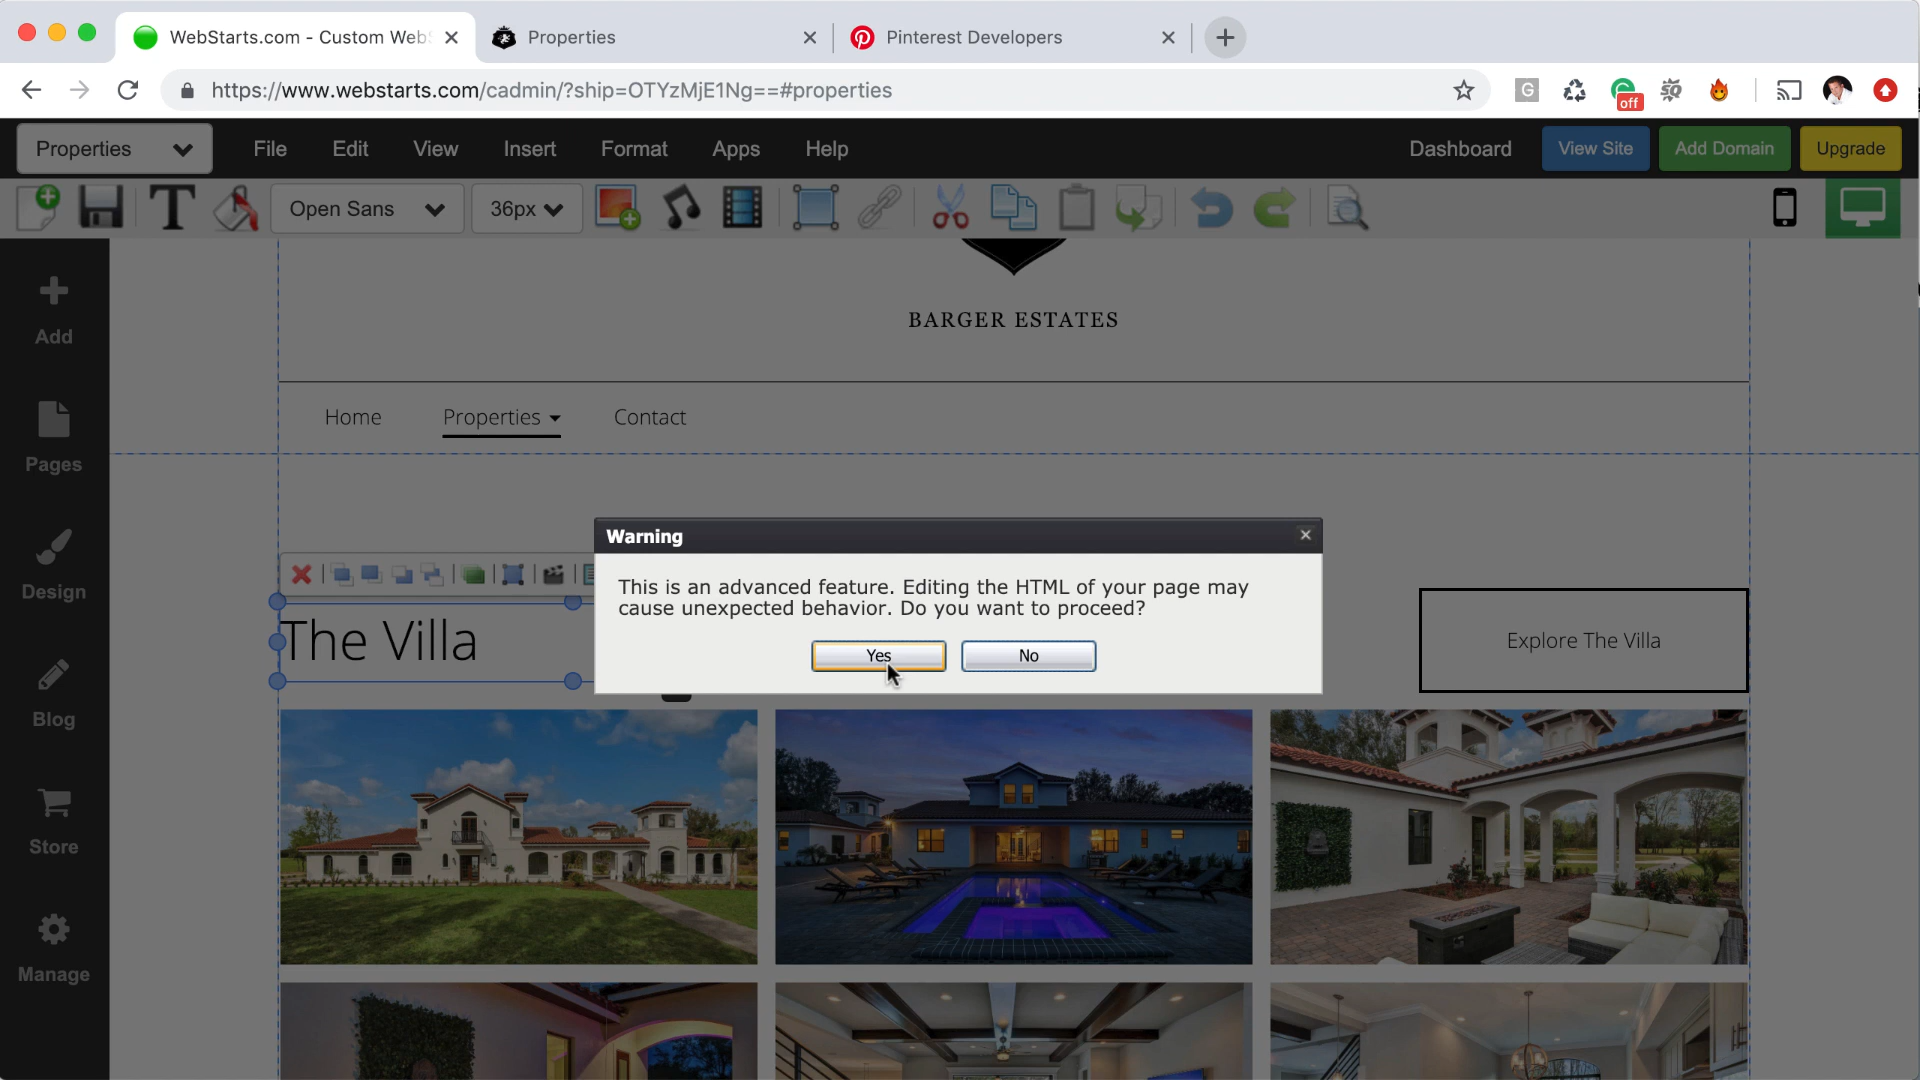 WebStarts.com - Custom Web
Properties
Pinterest Developers
https://www.webstarts.com/cadmin/?ship=OTYzMjE1Ng==#properties
G
off
SQ
Properties
File
Edit
View
Insert
Format
Apps
Help
Dashboard
View Site
Add Domain
Upgrade
T
Open Sans
36px
Add
Pages
Design
Blog
Store
Manage
BARGER ESTATES
Home
Properties
Contact
Warning
This is an advanced feature. Editing the HTML of your page may
cause unexpected behavior. Do you want to proceed?
Yes
No
The Villa
Explore The Villa